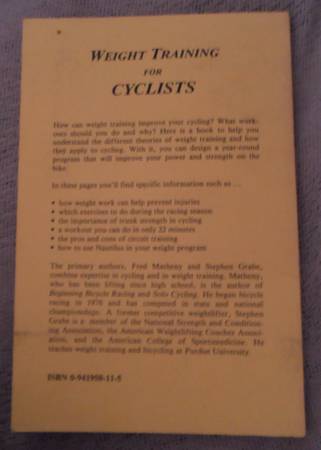 WEIGHT TRAINING
FOR
CYCLISTS
How can weight training improve your cycling? What work-
outs should you do and why? Here is a book to help you
understand the different theories of weight training and how
they apply to cycling. With it, you can design a year-round
program that will improve your power and strength on the
bike.
In these pages you'll find specific information such as ...
• how weight work can help prevent injuries
• which exercises to do during the racing season
• the importance of trunk strength in cycling
• a workout you can do in only 22 minutes
• the pros and cons of circuit training
• how to use Nautilus in your weight program
The primary authors, Fred Matheny and Stephen Grabe,
combine expertise in cycling and in weight training. Matheny,
who has been lifting since high school, is the author of
Beginning Bicycle Racing and Solo Cycling. He began bicycle
racing in 1976 and has competed in state and national
championships. A former competitive weightlifter, Stephen
Grabe is a member of the National Strength and Condition-
ing Association, the American Weightlifting Coaches Associ-
ation, and the American College of Sportsmedicine. He
teaches weight training and bicycling at Purdue University.
ISBN 0-941950-11-5